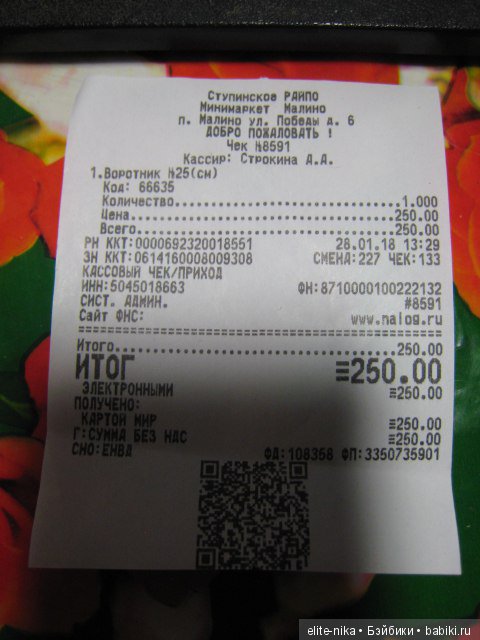 Ступинское РАЙПО
Минимаркет Малино
п. Малино ул. Победы д. 6
ДОБРО ПОЖАЛОВАТЬ !
Чек №8591
Кассир: Строкина А.А.
1.Воротник №25(сн)
Код: 66635
Количество..............................1.000
Цена..............................250.00
Всего..............................250.00
РН ККТ:0000692320018551 28.01.18 13:29
ЗН ККТ:0614160008009308 СМЕНА:227 ЧЕК:133
КАССОВЫЙ ЧЕК/ПРИХОД
ИНН:5045018663 ФН:8710000100222132
СИСТ. АДМИН. #8591
Сайт ФНС: www.nalog.ru
Итого..............................250.00
ИТОГ ≡250.00
ЭЛЕКТРОННЫМИ ≡250.00
ПОЛУЧЕНО:
КАРТОЙ МИР ≡250.00
Г:СУММА БЕЗ НДС ≡250.00
СНО:ЕНВД ФД:108358 ФП:3350735901
elite-nika • Бэйбики • babiki.ru